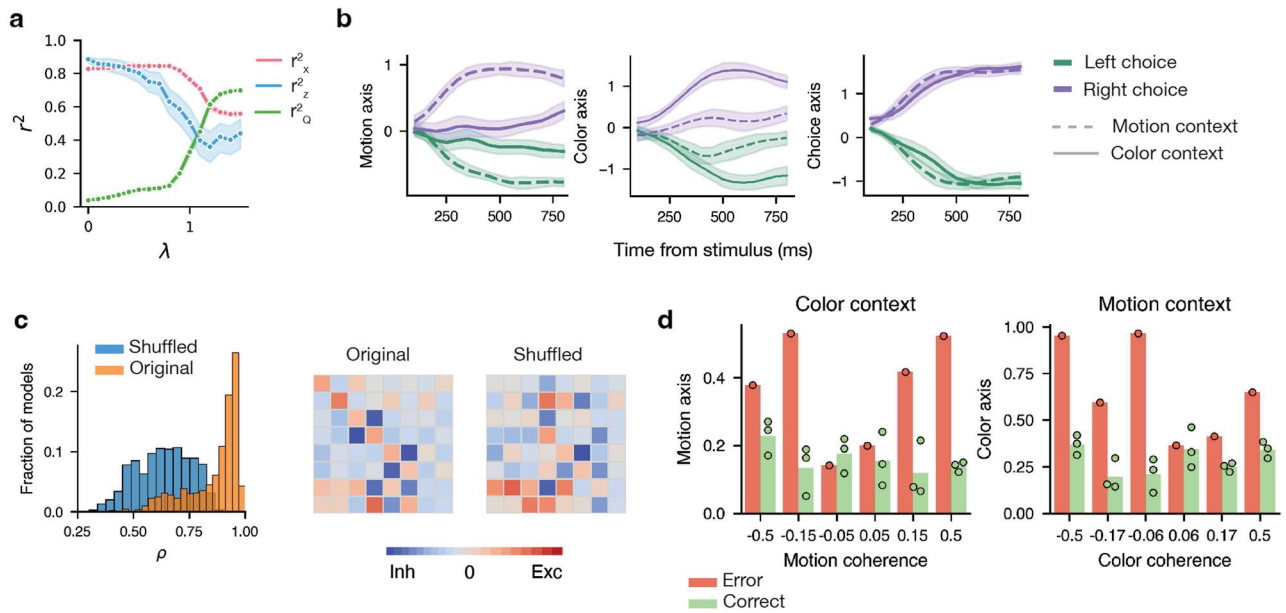 a
1.0
0.8
0.6
0.4
0.2
0.0
r²
0
1
λ
r²ₓ
r²_z
r²_Q
b
Motion axis
1
0
250
500
750
Color axis
1
0
−1
250
500
750
Choice axis
1
0
−1
250
500
750
Time from stimulus (ms)
Left choice
Right choice
Motion context
Color context
c
Fraction of models
0.2
0.1
0.0
0.25
0.50
0.75
1.00
ρ
Shuffled
Original
Original
Shuffled
Inh
0
Exc
d
Color context
Motion axis
0.4
0.2
0.0
-0.5
-0.15
-0.05
0.05
0.15
0.5
Motion coherence
Motion context
Color axis
1.00
0.75
0.50
0.25
0.00
-0.5
-0.17
-0.06
0.06
0.17
0.5
Color coherence
Error
Correct